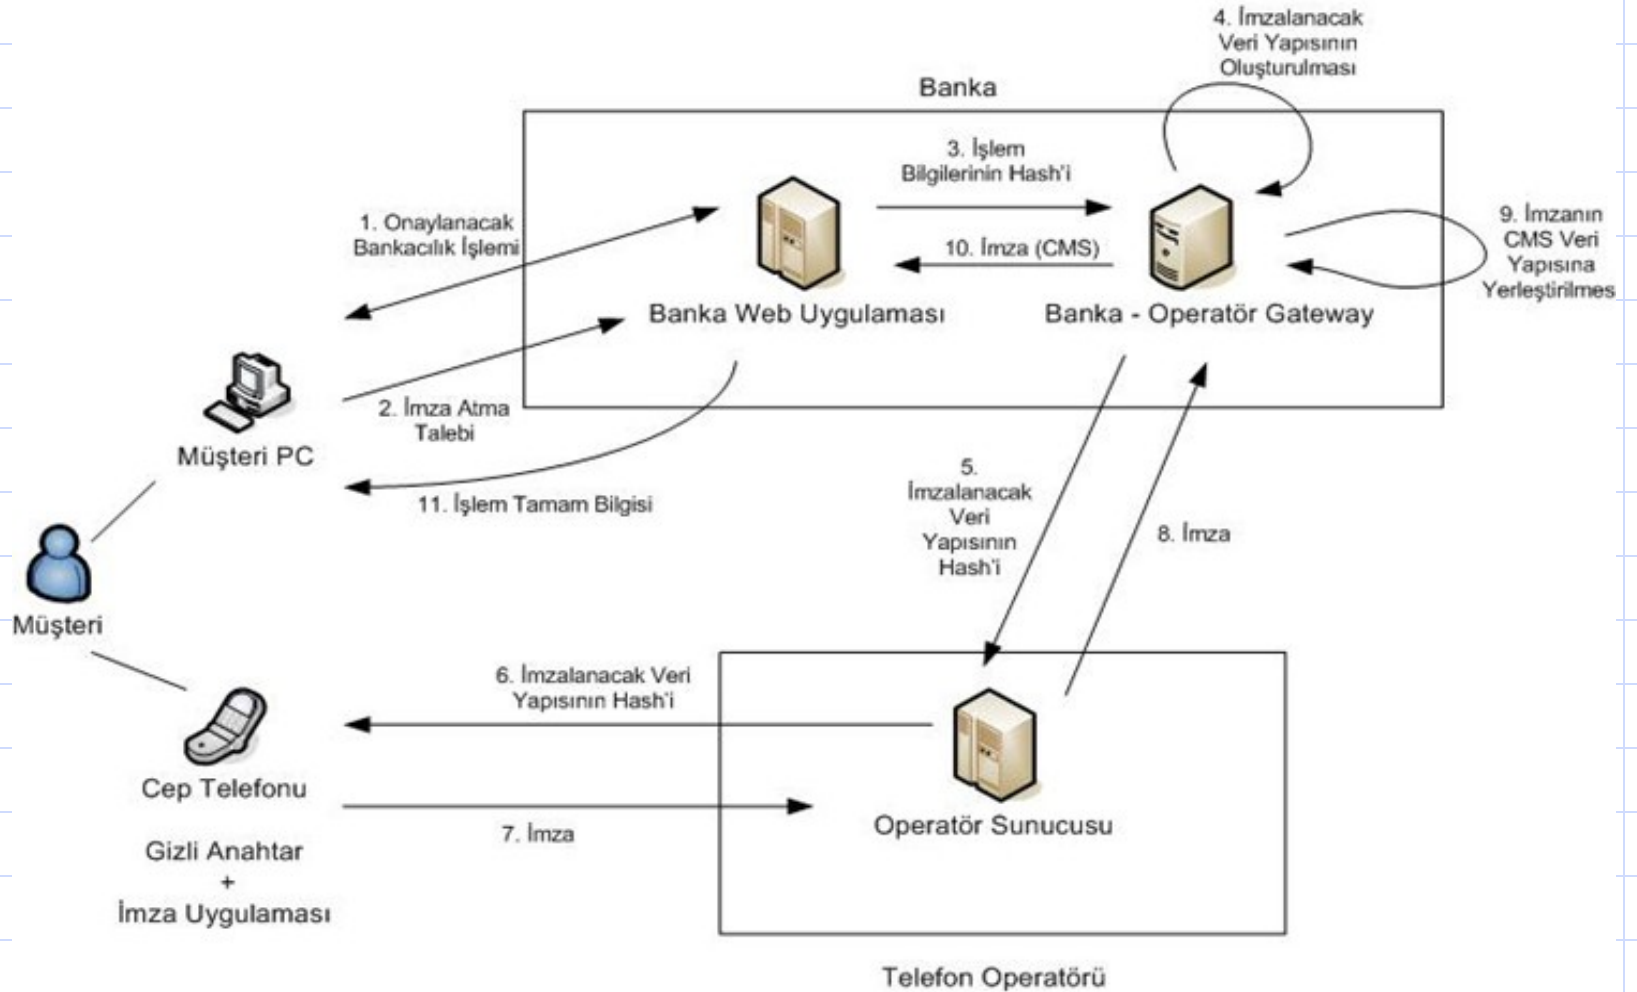 4. İmzalanacak
Veri Yapısının
Oluşturulması
Banka
3. İşlem
Bilgilerinin Hash'i
1. Onaylanacak
Bankacılık İşlemi
9. İmzanın
CMS Veri
Yapısına
Yerleştirilmes
10. İmza (CMS)
Banka Web Uygulaması
Banka - Operatör Gateway
2. İmza Atma
Talebi
Müşteri PC
11. İşlem Tamam Bilgisi
5.
İmzalanacak
Veri
Yapısının
Hash'i
8. İmza
Müşteri
6. İmzalanacak Veri
Yapısının Hash'i
Cep Telefonu
7. İmza
Operatör Sunucusu
Gizli Anahtar
+
İmza Uygulaması
Telefon Operatörü